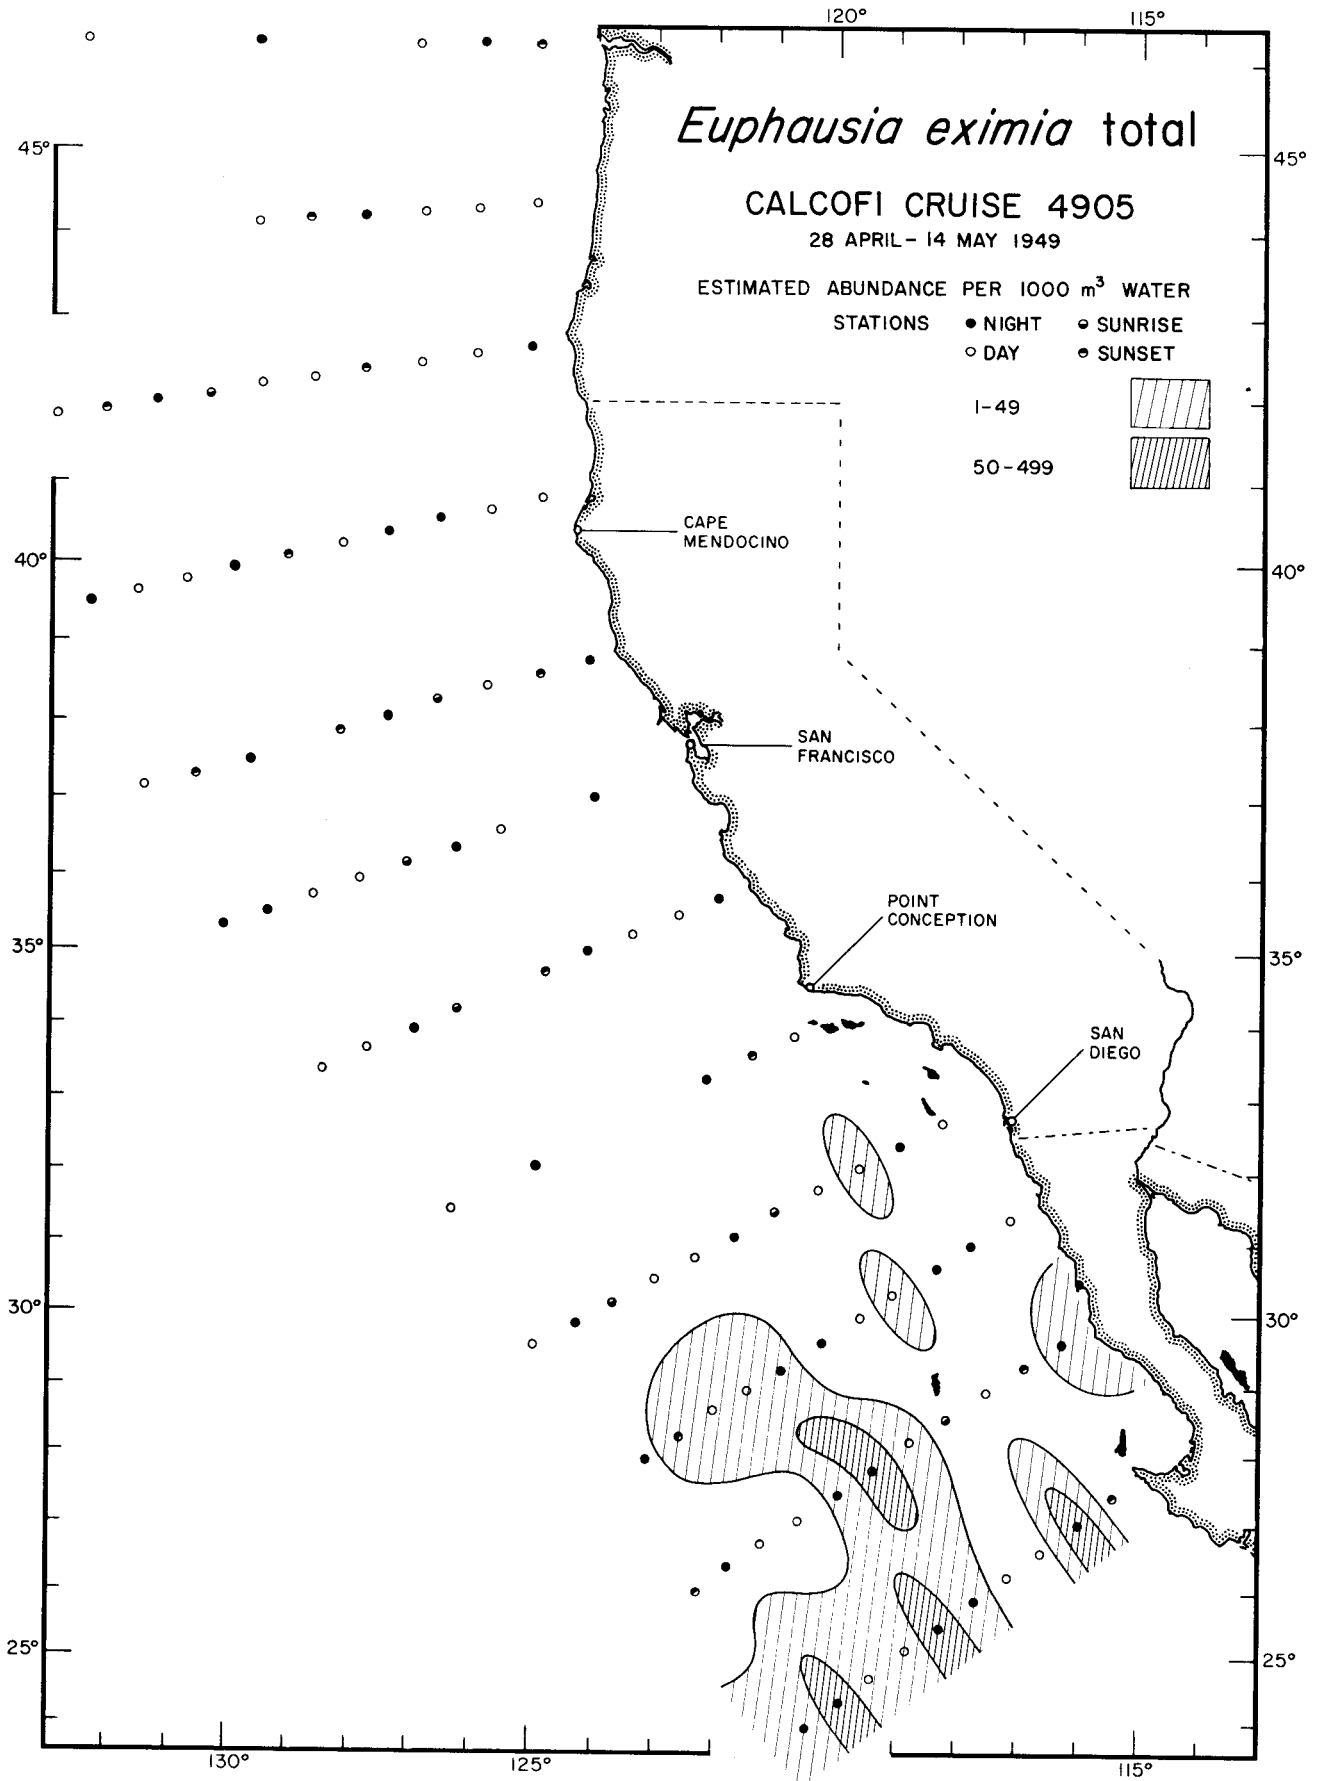 120° 115°
Euphausia eximia total
45° 45°
CALCOFI CRUISE 4905
28 APRIL – 14 MAY 1949
ESTIMATED ABUNDANCE PER 1000 m³ WATER
STATIONS ● NIGHT ◒ SUNRISE
○ DAY ◓ SUNSET
1–49
50–499
CAPE
MENDOCINO
40° 40°
SAN
FRANCISCO
POINT
CONCEPTION
35° 35°
SAN
DIEGO
30° 30°
25° 25°
130° 125° 115°